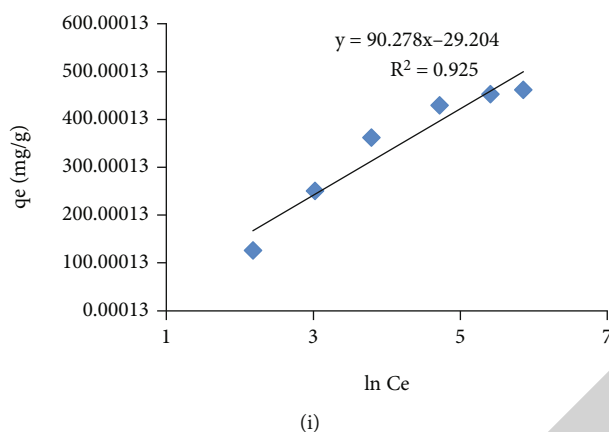 600.00013
500.00013
400.00013
300.00013
200.00013
100.00013
0.00013
qe (mg/g)
y = 90.278x–29.204
R² = 0.925
1
3
5
7
ln Ce
(i)